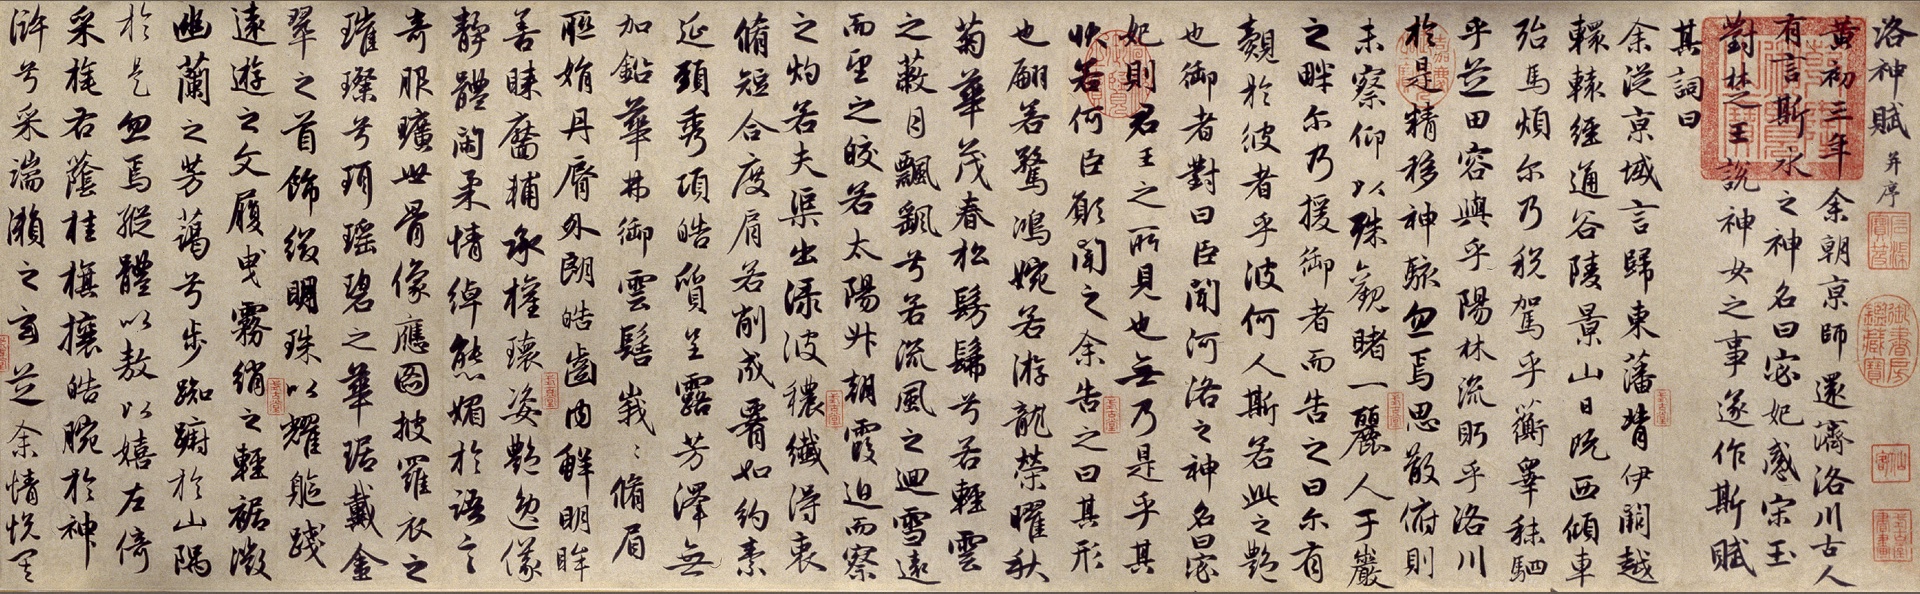 洛神賦 并序
黃初三年余朝京師還濟洛川古人
有言斯水之神名曰宓妃感宋玉
對楚王說神女之事遂作斯賦
其詞曰
余從京域言歸東藩背伊闕越
轘轅經通谷陵景山日既西傾車
殆馬煩爾乃稅駕乎蘅皋秣駟
乎芝田容與乎陽林流眄乎洛川
於是精移神駭忽焉思散俯則
未察仰以殊觀睹一麗人于巖
之畔爾乃援御者而告之曰爾有
覿於彼者乎彼何人斯若此之艷
也御者對曰臣聞河洛之神名曰宓
妃則君王之所見也無乃是乎其
狀若何臣願聞之余告之曰其形
也翩若驚鴻婉若游龍榮曜秋
菊華茂春松髣髴兮若輕雲
之蔽月飄颻兮若流風之迴雪遠
而望之皎若太陽升朝霞迫而察
之灼若夫渠出淥波穠纖得衷
脩短合度肩若削成腰如約素
延頸秀項皓質呈露芳澤無
加鉛華弗御雲髻峩〻脩眉
聯娟丹脣外朗皓齒內鮮明眸
善睞靨輔承權瓌姿艷逸儀
靜體閑柔情綽態媚於語言
奇服曠世骨像應圖披羅衣之
璀璨兮珥瑤碧之華琚戴金
翠之首飾綴明珠以耀軀踐
遠遊之文履曳霧綃之輕裾微
幽蘭之芳藹兮步踟躕於山隅
於是忽焉縱體以敖以嬉左倚
采旄右蔭桂旗攘皓腕於神
滸兮采湍瀨之玄芝余情悅其